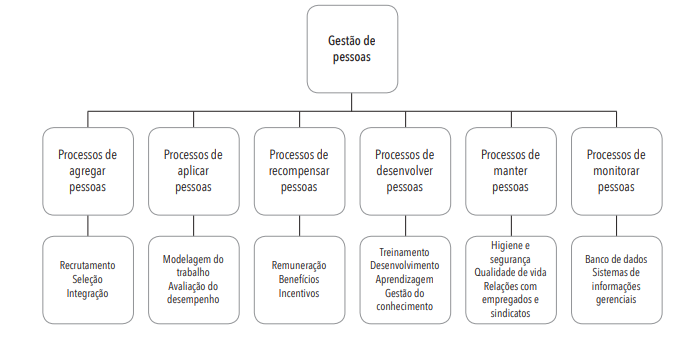 Gestão de
pessoas
Processos de
agregar
pessoas
Processos de
aplicar
pessoas
Processos de
recompensar
pessoas
Processos de
desenvolver
pessoas
Processos de
manter
pessoas
Processos de
monitorar
pessoas
Recrutamento
Seleção
Integração
Modelagem do
trabalho
Avaliação do
desempenho
Remuneração
Benefícios
Incentivos
Treinamento
Desenvolvimento
Aprendizagem
Gestão do
conhecimento
Higiene e
segurança
Qualidade de vida
Relações com
empregados e
sindicatos
Banco de dados
Sistemas de
informações
gerenciais